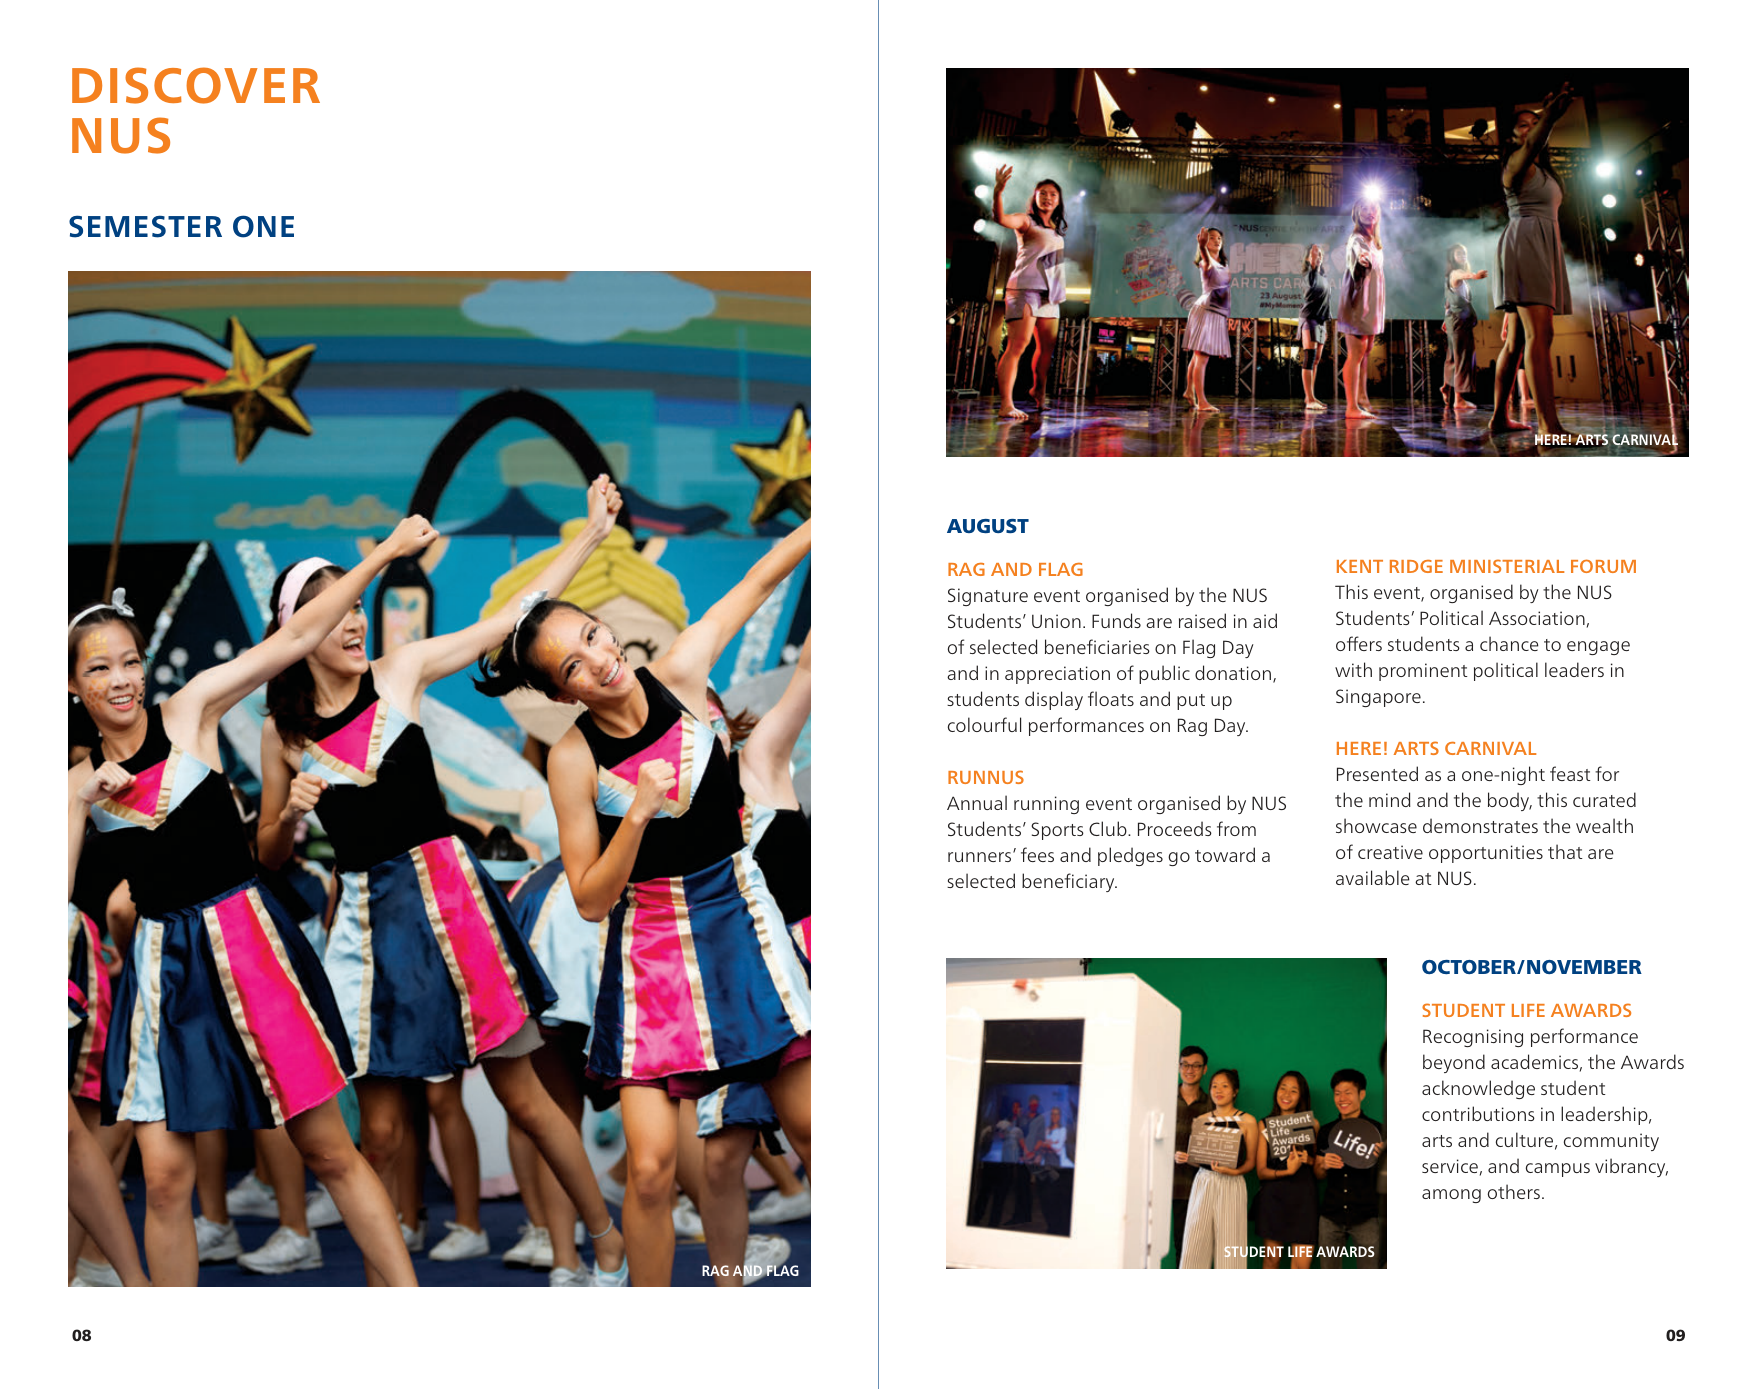 DISCOVER
NUS
SEMESTER ONE
RAG AND FLAG
08
NUS
ARTS
23 August
HERE! ARTS CARNIVAL
AUGUST
RAG AND FLAG
Signature event organised by the NUS
Students’ Union. Funds are raised in aid
of selected beneficiaries on Flag Day
and in appreciation of public donation,
students display floats and put up
colourful performances on Rag Day.
RUNNUS
Annual running event organised by NUS
Students’ Sports Club. Proceeds from
runners’ fees and pledges go toward a
selected beneficiary.
KENT RIDGE MINISTERIAL FORUM
This event, organised by the NUS
Students’ Political Association,
offers students a chance to engage
with prominent political leaders in
Singapore.
HERE! ARTS CARNIVAL
Presented as a one-night feast for
the mind and the body, this curated
showcase demonstrates the wealth
of creative opportunities that are
available at NUS.
Student
Life
Awards
Life!
STUDENT LIFE AWARDS
OCTOBER/NOVEMBER
STUDENT LIFE AWARDS
Recognising performance
beyond academics, the Awards
acknowledge student
contributions in leadership,
arts and culture, community
service, and campus vibrancy,
among others.
09